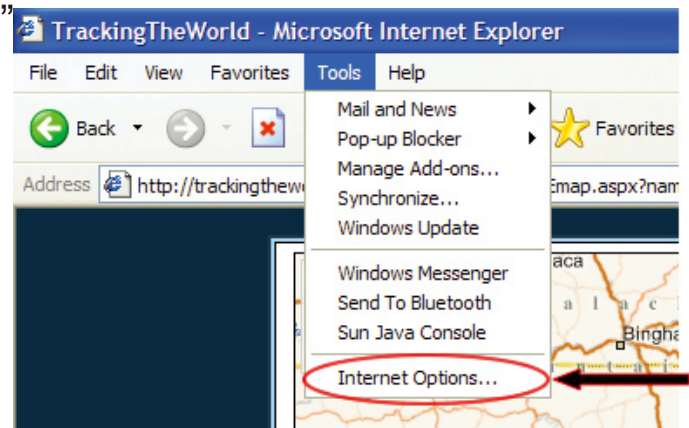 ”
TrackingTheWorld - Microsoft Internet Explorer
File Edit View Favorites Tools Help
Back Favorites
Address http://trackingthew Emap.aspx?nam
Mail and News
Pop-up Blocker
Manage Add-ons...
Synchronize...
Windows Update
Windows Messenger
Send To Bluetooth
Sun Java Console
Internet Options...
aca
a l a c
Bingha